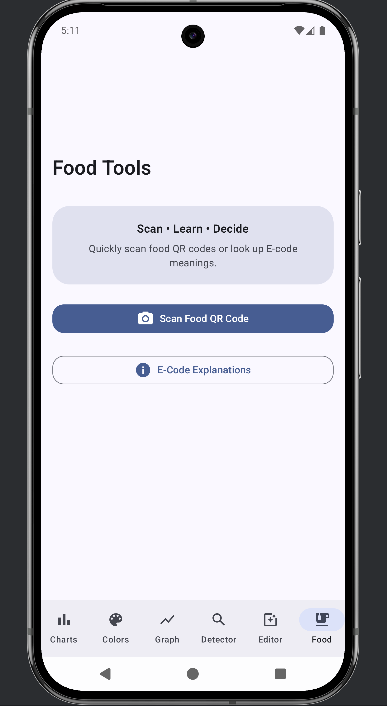 5:11
Food Tools
Scan • Learn • Decide
Quickly scan food QR codes or look up E-code
meanings.
Scan Food QR Code
E-Code Explanations
Charts Colors Graph Detector Editor Food